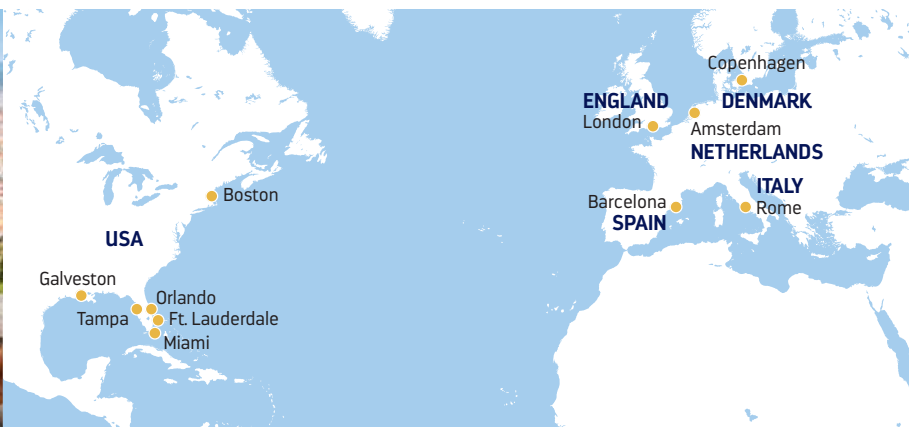 Copenhagen
ENGLAND
DENMARK
London
Amsterdam
NETHERLANDS
ITALY
Boston
Barcelona
Rome
SPAIN
USA
Galveston
Orlando
Tampa
Ft. Lauderdale
Miami